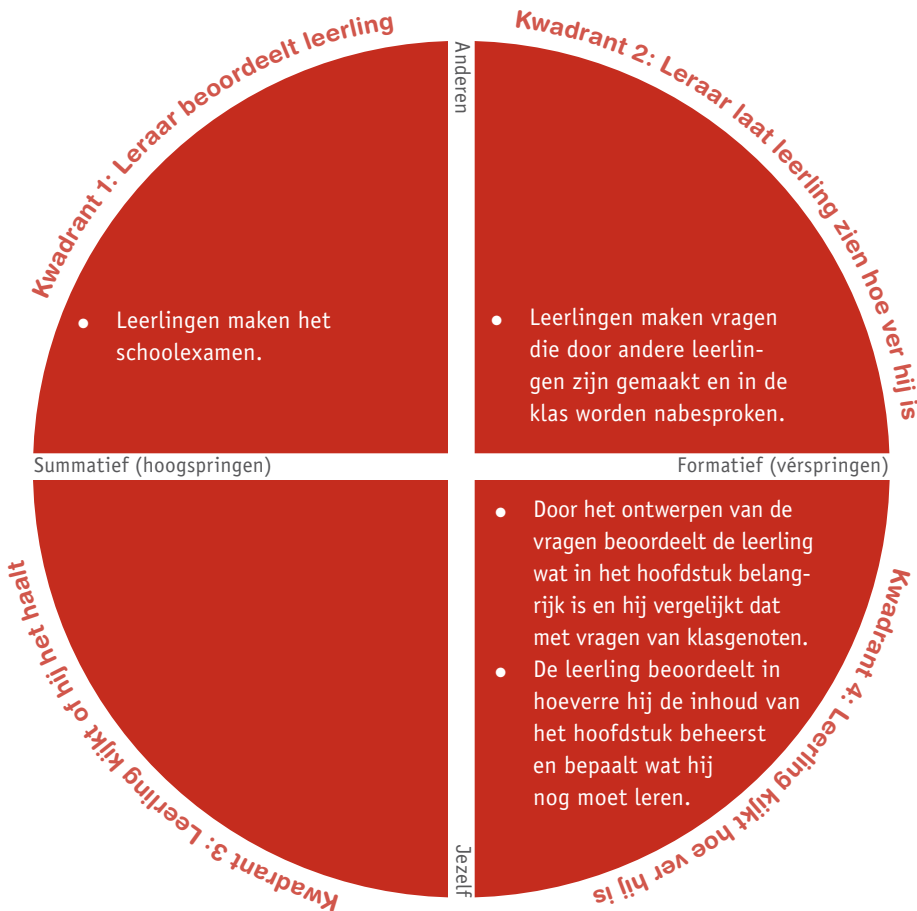 Kwadrant 1: Leraar beoordeelt leerling
Kwadrant 2: Leraar laat leerling zien hoe ver hij is
Anderen
• Leerlingen maken het
schoolexamen.
• Leerlingen maken vragen
die door andere leerlin-
gen zijn gemaakt en in de
klas worden nabesproken.
Summatief (hoogspringen)
Formatief (vérspringen)
• Door het ontwerpen van de
vragen beoordeelt de leerling
wat in het hoofdstuk belang-
rijk is en hij vergelijkt dat
met vragen van klasgenoten.
• De leerling beoordeelt in
hoeverre hij de inhoud van
het hoofdstuk beheerst
en bepaalt wat hij
nog moet leren.
Jezelf
Kwadrant 3: Leerling kijkt of hij het haalt
Kwadrant 4: Leerling kijkt hoe ver hij is